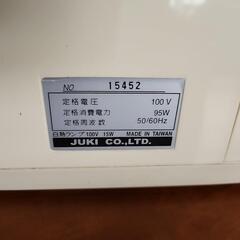 NO 15452
定格電圧 100V
定格消費電力 95W
定格周波数 50/60Hz
白熱ランプ 100V 15W MADE IN TAIWAN
JUKI CO.,LTD.